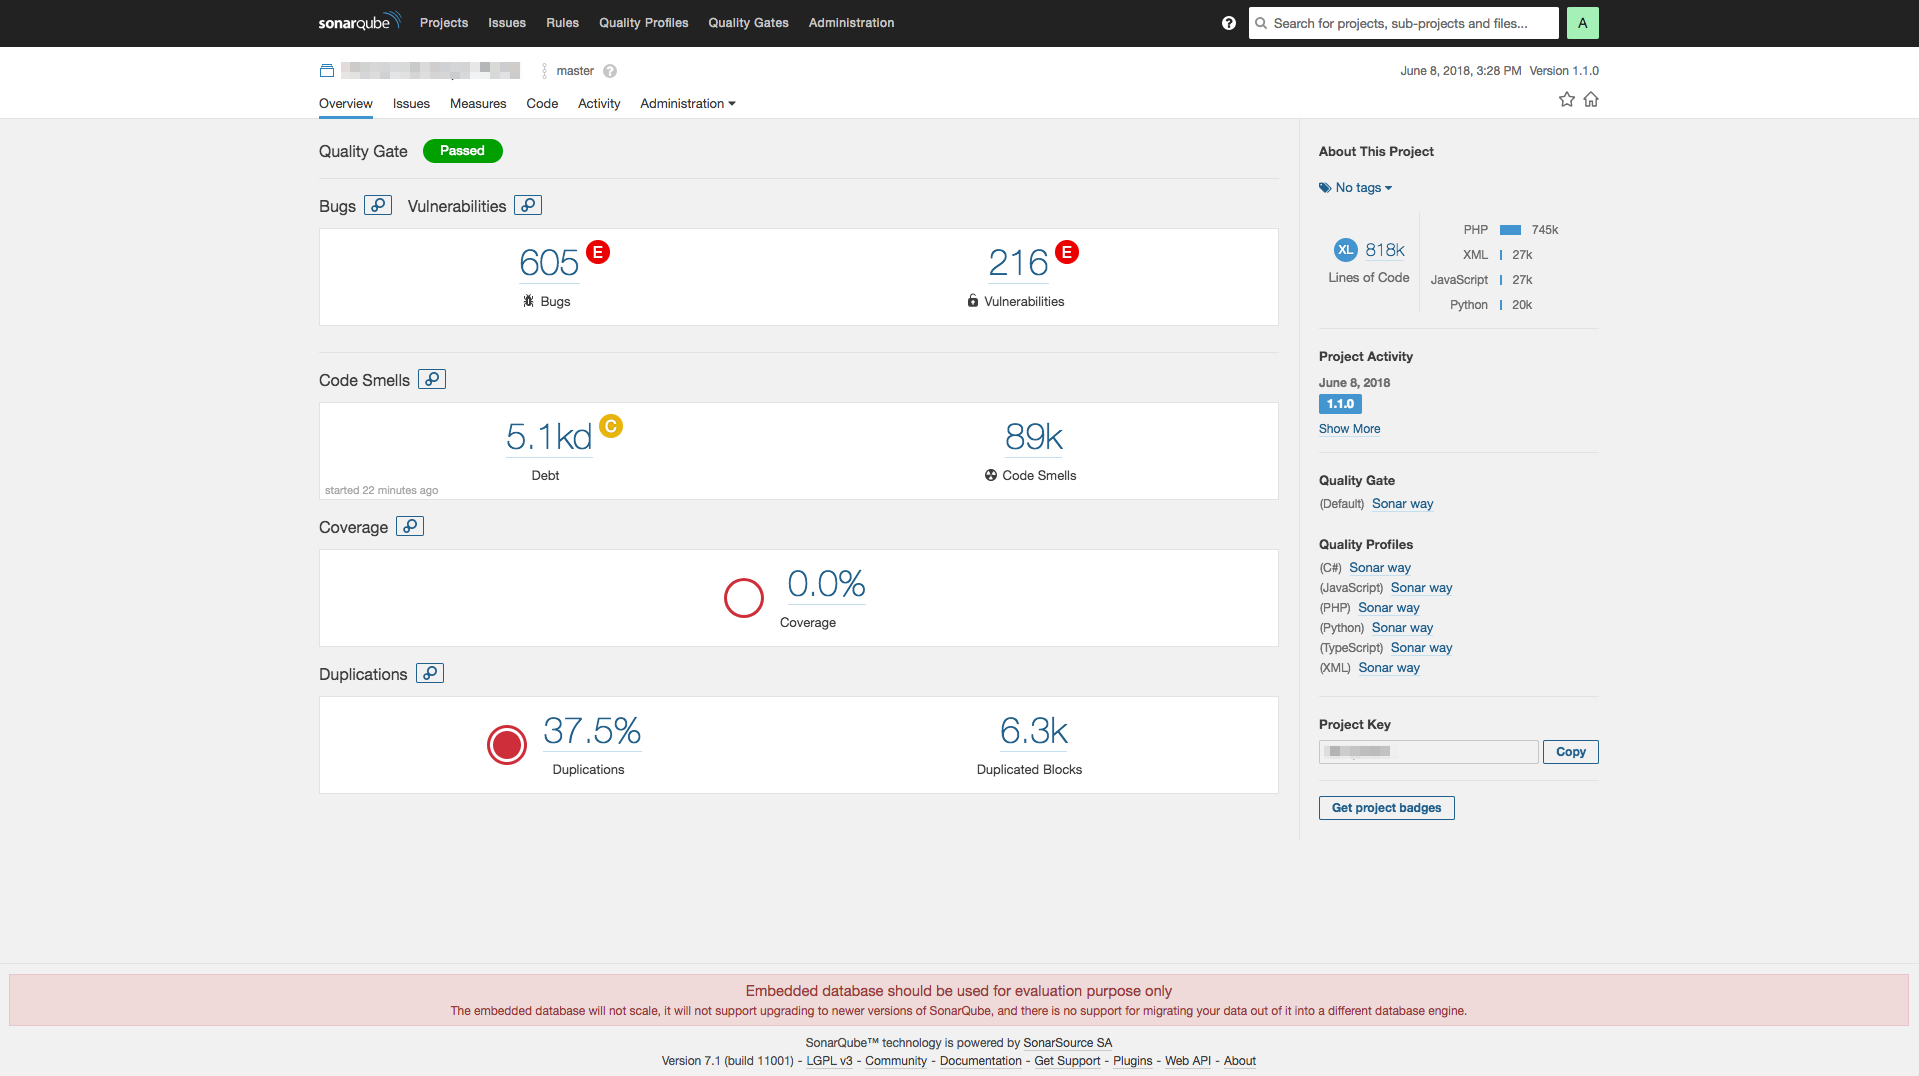 sonarqube Projects Issues Rules Quality Profiles Quality Gates Administration ? Search for projects, sub-projects and files... A
master ? June 8, 2018, 3:28 PM Version 1.1.0
Overview Issues Measures Code Activity Administration
Quality Gate Passed
Bugs Vulnerabilities
605 E
Bugs
216 E
Vulnerabilities
Code Smells
5.1kd C
Debt
started 22 minutes ago
89k
Code Smells
Coverage
0.0%
Coverage
Duplications
37.5%
Duplications
6.3k
Duplicated Blocks
About This Project
No tags
XL 818k
Lines of Code
PHP 745k
XML 27k
JavaScript 27k
Python 20k
Project Activity
June 8, 2018
1.1.0
Show More
Quality Gate
(Default) Sonar way
Quality Profiles
(C#) Sonar way
(JavaScript) Sonar way
(PHP) Sonar way
(Python) Sonar way
(TypeScript) Sonar way
(XML) Sonar way
Project Key
Copy
Get project badges
Embedded database should be used for evaluation purpose only
The embedded database will not scale, it will not support upgrading to newer versions of SonarQube, and there is no support for migrating your data out of it into a different database engine.
SonarQube™ technology is powered by SonarSource SA
Version 7.1 (build 11001) - LGPL v3 - Community - Documentation - Get Support - Plugins - Web API - About